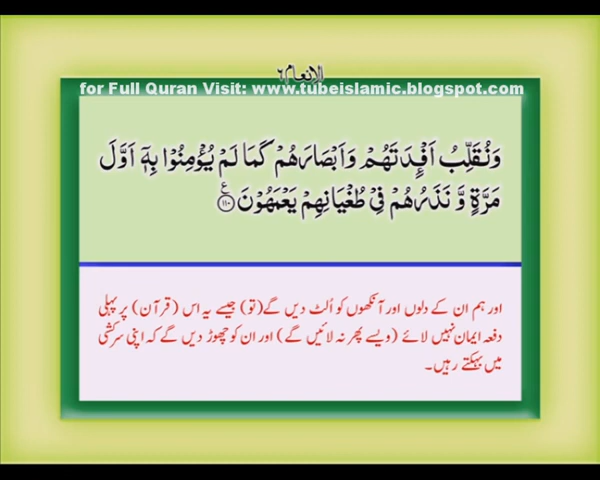 الانعام ٦
for Full Quran Visit: www.tubeislamic.blogspot.com
وَنُقَلِّبُ اَفْـِٕدَتَهُمْ وَاَبْصَارَهُمْ كَمَا لَمْ يُؤْمِنُوْا بِهٖٓ اَوَّلَ
مَرَّةٍ وَّ نَذَرُهُمْ فِيْ طُغْيَانِهِمْ يَعْمَهُوْنَ ࣖ ۝١١٠
اور ہم ان کے دلوں اور آنکھوں کو اُلٹ دیں گے (تو) جیسے یہ اس (قرآن) پر پہلی
دفعہ ایمان نہیں لائے (ویسے پھر نہ لائیں گے) اور ان کو چھوڑ دیں گے کہ اپنی سرکشی
میں بہکتے رہیں۔